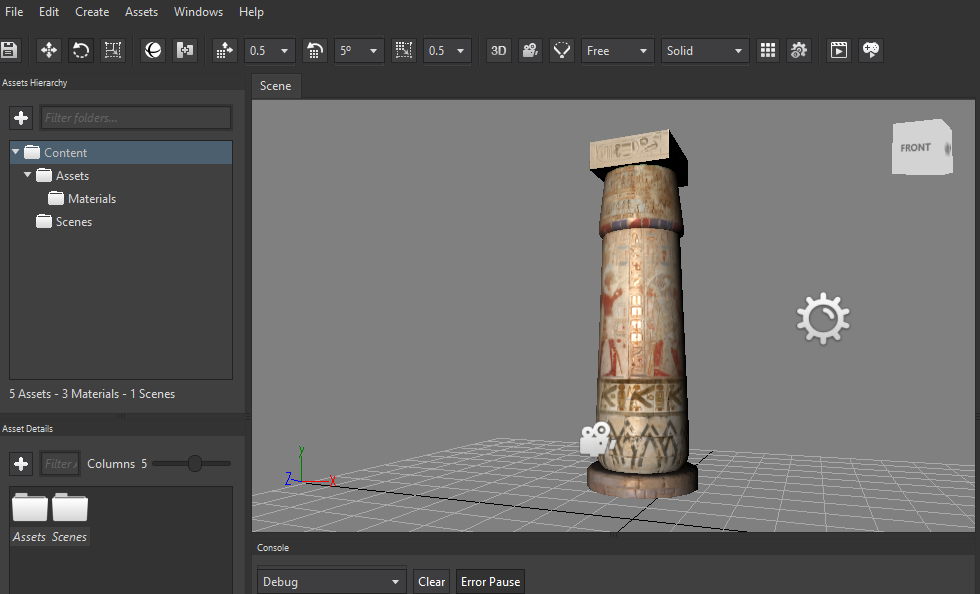 File Edit Create Assets Windows Help
0.5 5º 0.5 3D Free Solid
Assets Hierarchy
Scene
Filter folders...
Content
Assets
Materials
Scenes
FRONT
5 Assets - 3 Materials - 1 Scenes
Asset Details
Columns 5
y
Z X
Assets Scenes
Console
Debug Clear Error Pause